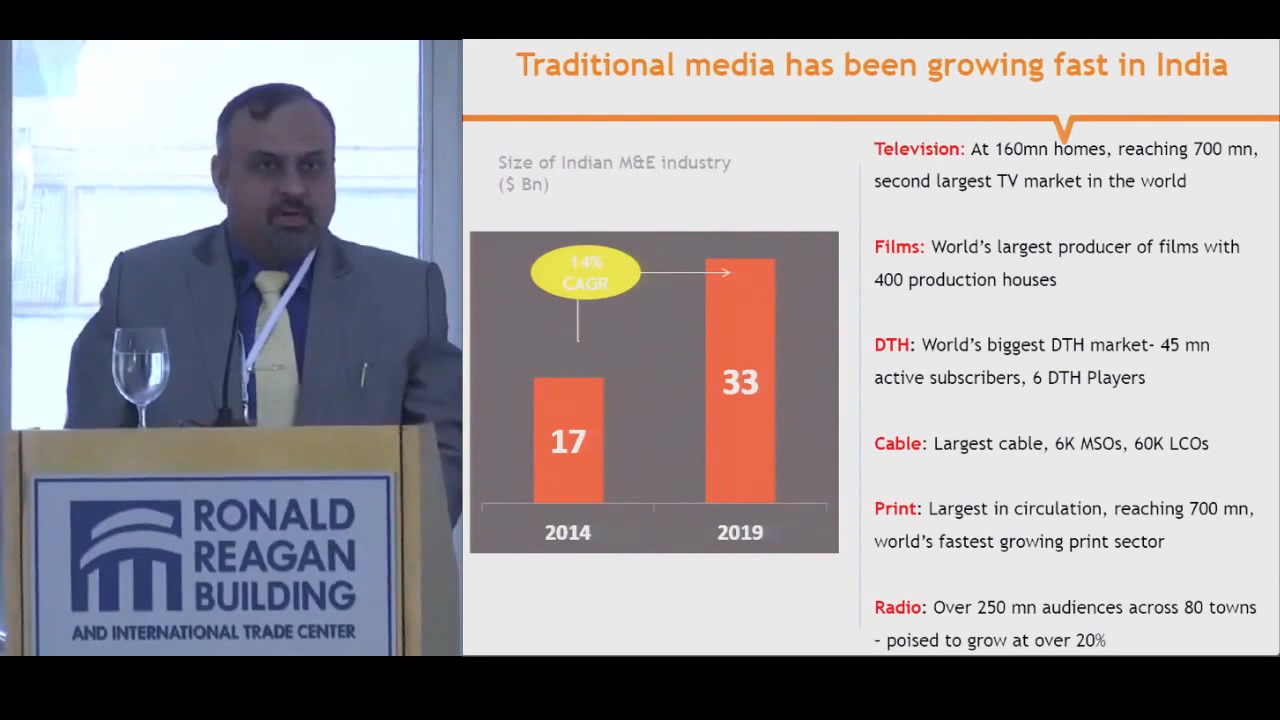 Traditional media has been growing fast in India
Size of Indian M&E industry
($ Bn)
14%
CAGR
17
33
2014
2019
Television: At 160mn homes, reaching 700 mn,
second largest TV market in the world
Films: World's largest producer of films with
400 production houses
DTH: World's biggest DTH market- 45 mn
active subscribers, 6 DTH Players
Cable: Largest cable, 6K MSOs, 60K LCOs
Print: Largest in circulation, reaching 700 mn,
world's fastest growing print sector
Radio: Over 250 mn audiences across 80 towns
– poised to grow at over 20%
RONALD
REAGAN
BUILDING
AND INTERNATIONAL TRADE CENTER